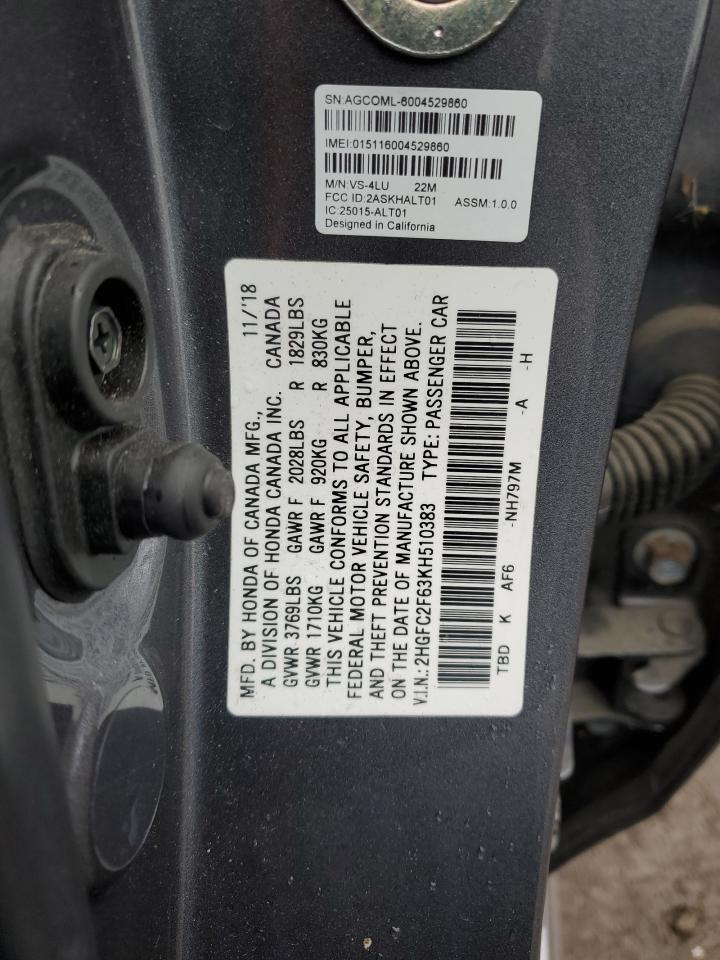 SN:AGCOML-6004529860
IMEI:015116004529860
M/N:VS-4LU 22M
FCC ID:2ASKHALT01 ASSM:1.0.0
IC:25015-ALT01
Designed in California
MFD. BY HONDA OF CANADA MFG., 11/'18
A DIVISION OF HONDA CANADA INC. CANADA
GVWR 3769LBS GAWR F 2028LBS R 1829LBS
GVWR 1710KG GAWR F 920KG R 830KG
THIS VEHICLE CONFORMS TO ALL APPLICABLE
FEDERAL MOTOR VEHICLE SAFETY, BUMPER,
AND THEFT PREVENTION STANDARDS IN EFFECT
ON THE DATE OF MANUFACTURE SHOWN ABOVE.
V.I.N.:2HGFC2F63KH510383 TYPE: PASSENGER CAR
TBD K AF6 -NH797M -A -H